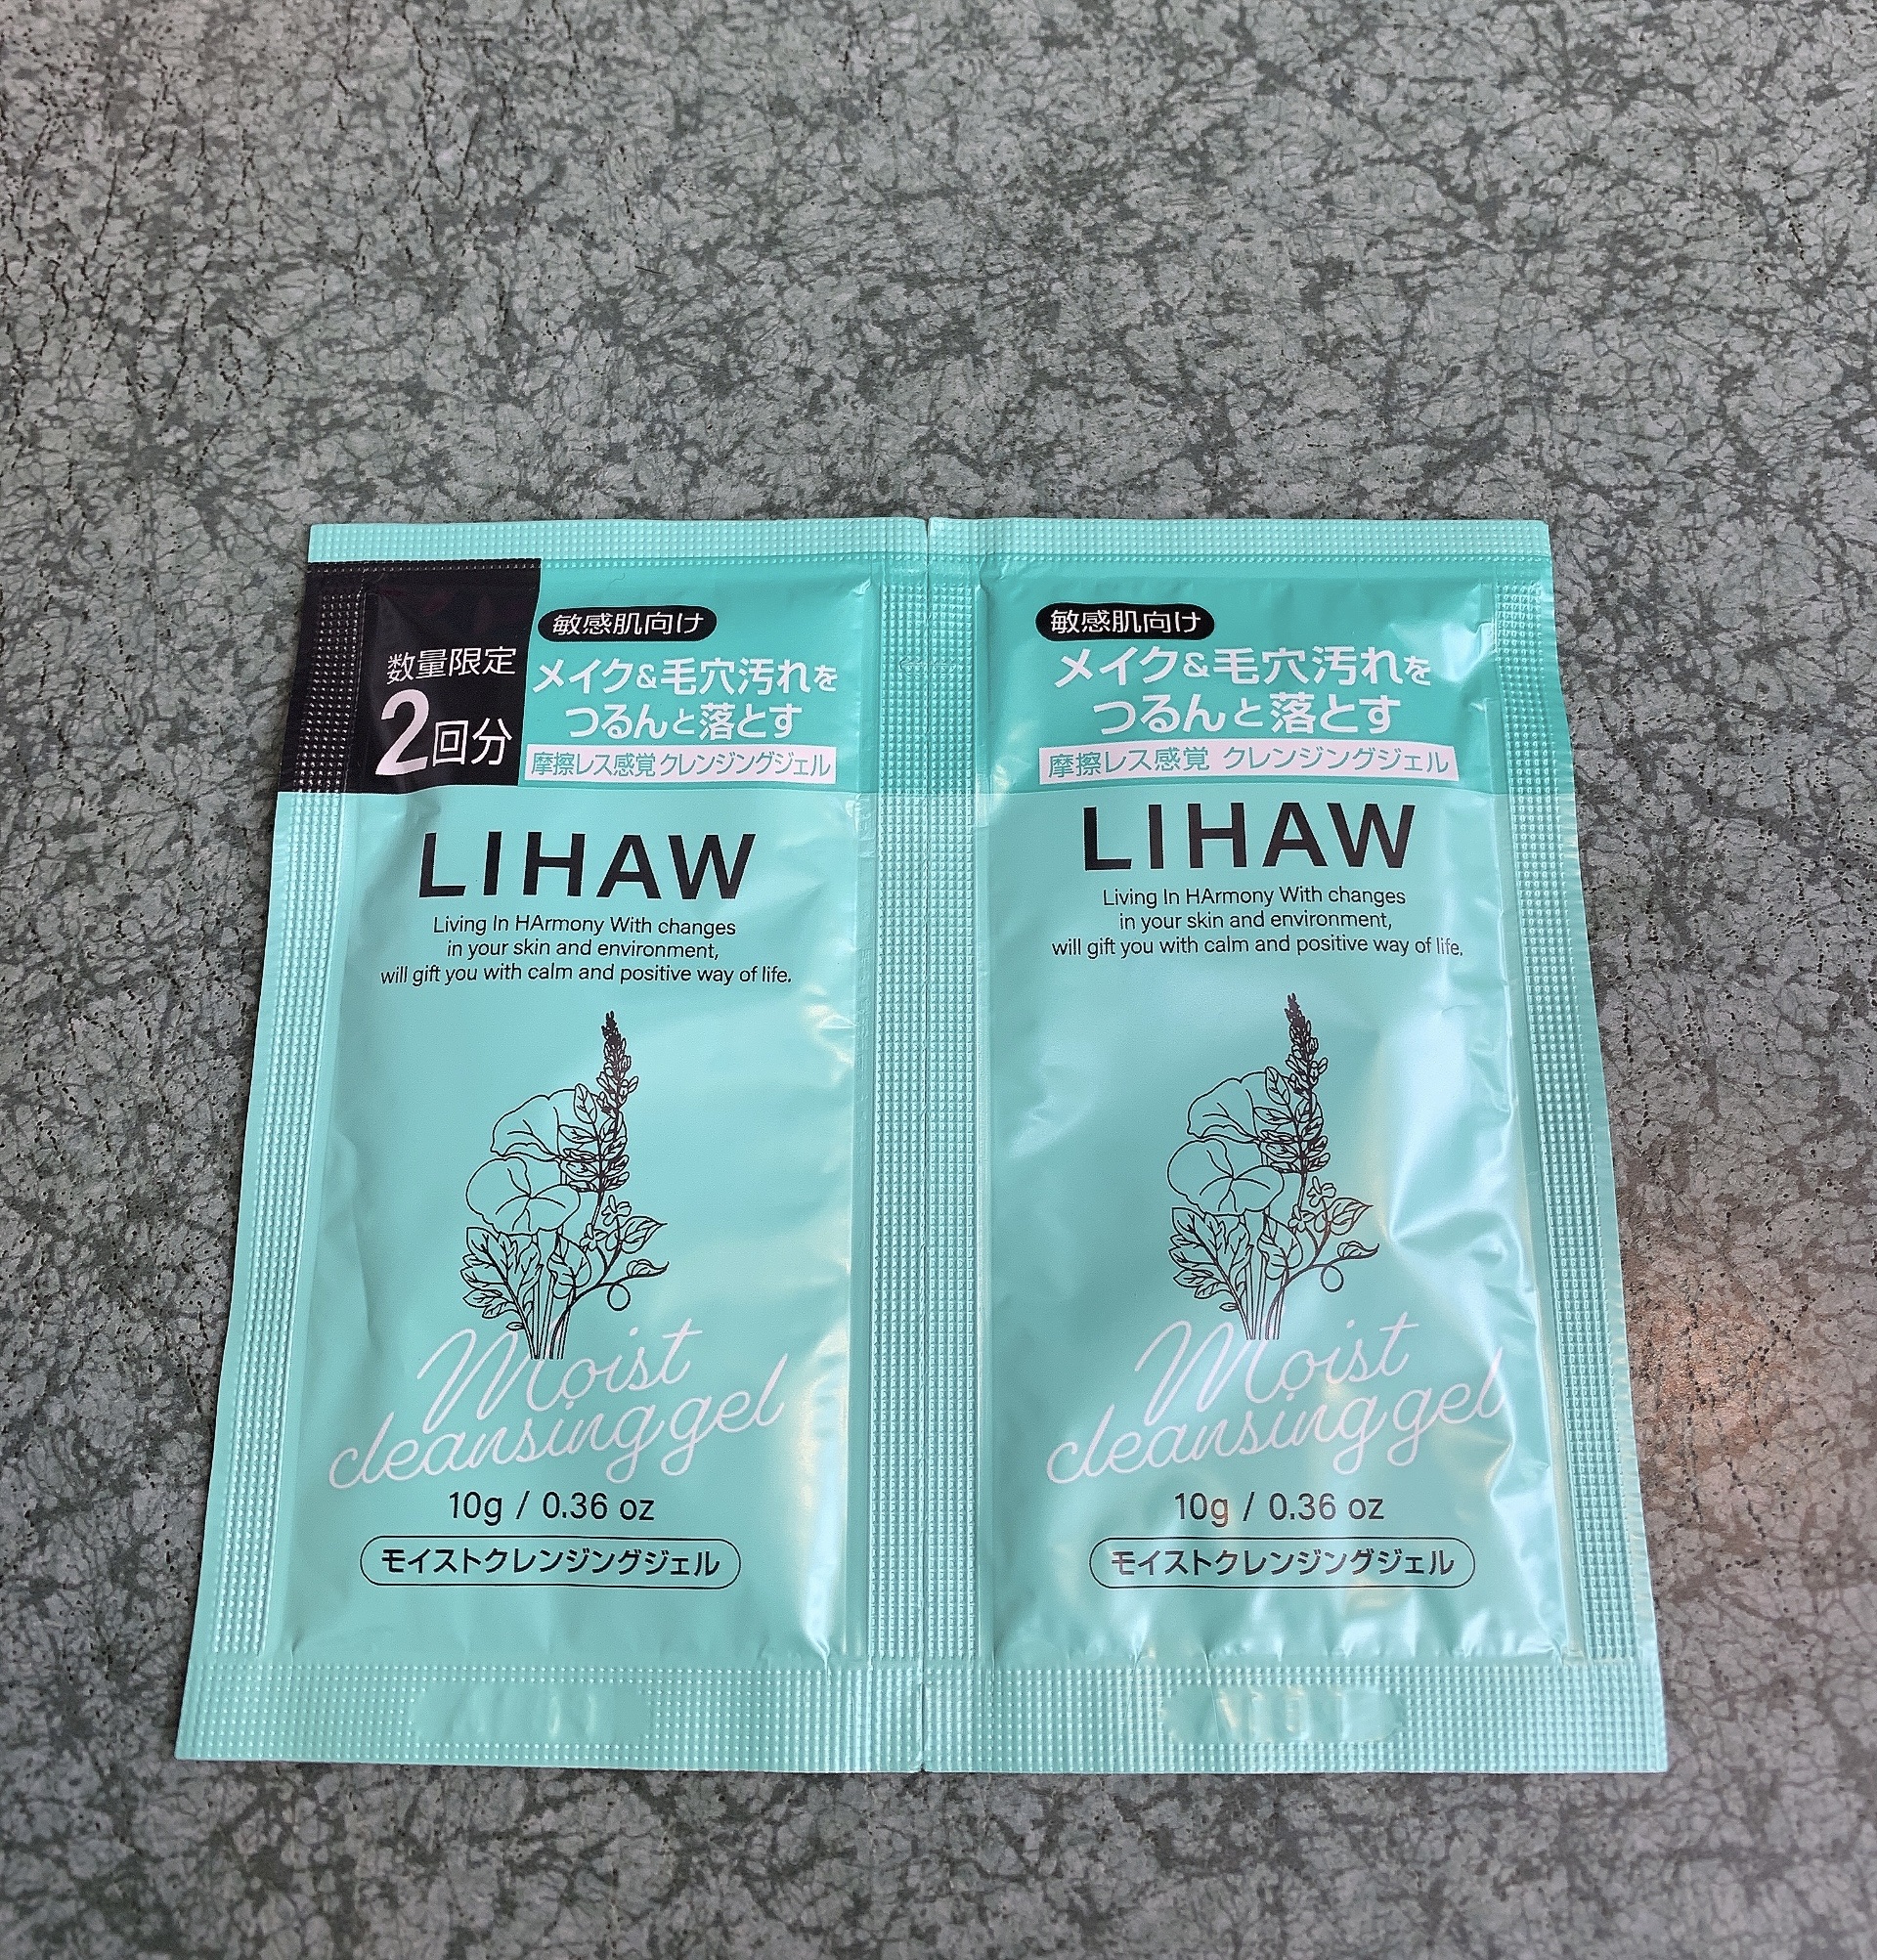 数量限定
2回分
敏感肌向け
メイク&毛穴汚れを
つるんと落とす
摩擦レス感覚 クレンジングジェル
LIHAW
Living In HArmony With changes
in your skin and environment,
will gift you with calm and positive way of life.
Moist
cleansing gel
10g / 0.36 oz
モイストクレンジングジェル
敏感肌向け
メイク&毛穴汚れを
つるんと落とす
摩擦レス感覚 クレンジングジェル
LIHAW
Living In HArmony With changes
in your skin and environment,
will gift you with calm and positive way of life.
Moist
cleansing gel
10g / 0.36 oz
モイストクレンジングジェル